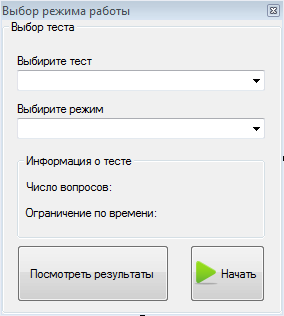 Выбор режима работы
Выбор теста
Выбирите тест
Выбирите режим
Информация о тесте
Число вопросов:
Ограничение по времени:
Посмотреть результаты
Начать